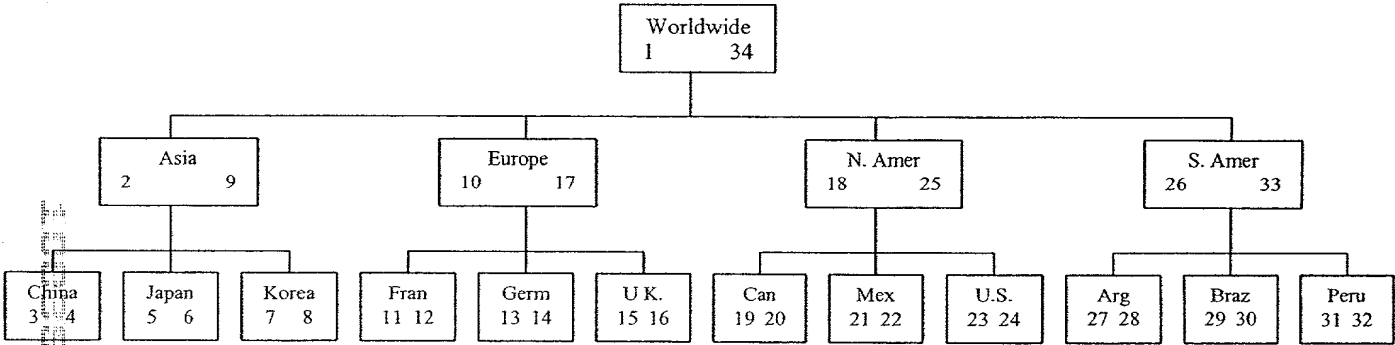 Worldwide
1 34
Asia
2 9
Europe
10 17
N. Amer
18 25
S. Amer
26 33
China
3 4
Japan
5 6
Korea
7 8
Fran
11 12
Germ
13 14
U K.
15 16
Can
19 20
Mex
21 22
U.S.
23 24
Arg
27 28
Braz
29 30
Peru
31 32